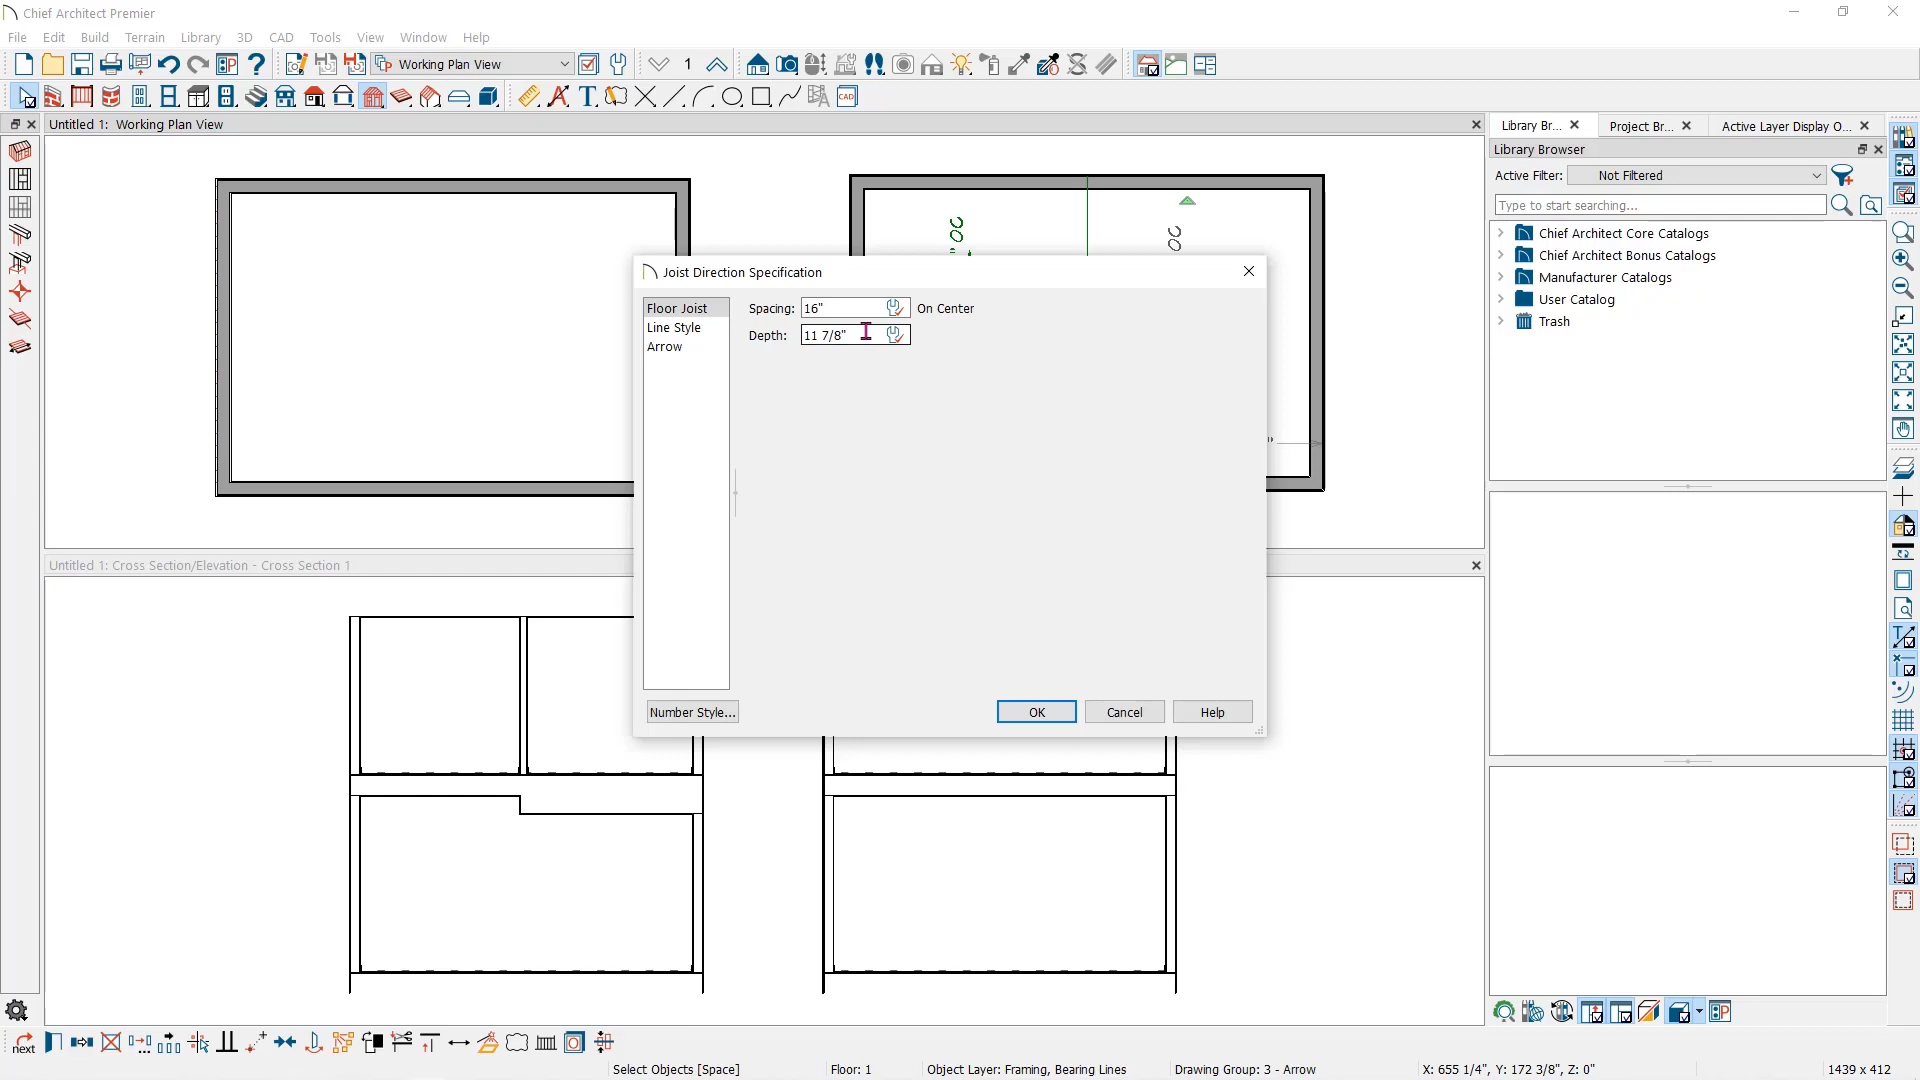 Chief Architect Premier
File Edit Build Terrain Library 3D CAD Tools View Window Help
Working Plan View
1
CAD
Untitled 1: Working Plan View
Library Br...
Project Br...
Active Layer Display O...
Library Browser
Active Filter: Not Filtered
Type to start searching...
Chief Architect Core Catalogs
Chief Architect Bonus Catalogs
Manufacturer Catalogs
User Catalog
Trash
" OC
OC
"
Joist Direction Specification
Floor Joist
Line Style
Arrow
Spacing: 16" On Center
Depth: 11 7/8"
Number Style...
OK
Cancel
Help
Untitled 1: Cross Section/Elevation - Cross Section 1
next
Select Objects [Space]
Floor: 1
Object Layer: Framing, Bearing Lines
Drawing Group: 3 - Arrow
X: 655 1/4", Y: 172 3/8", Z: 0"
1439 x 412